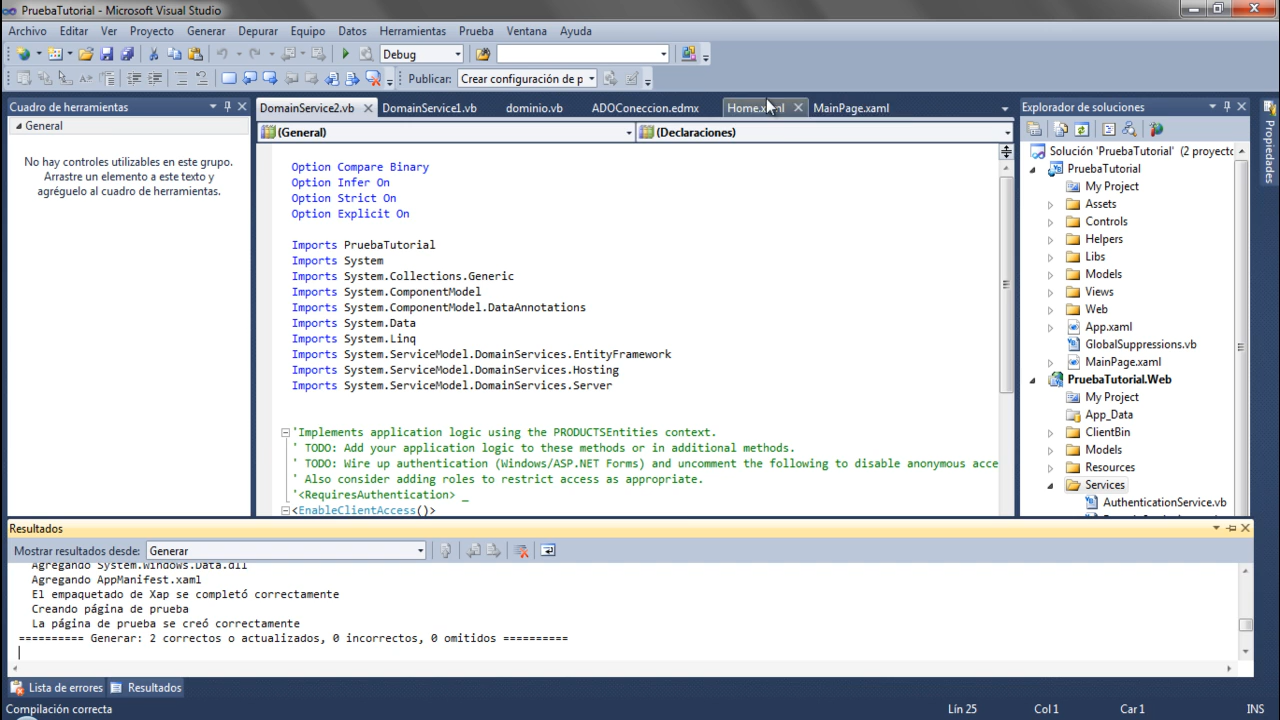 PruebaTutorial - Microsoft Visual Studio
Archivo Editar Ver Proyecto Generar Depurar Equipo Datos Herramientas Prueba Ventana Ayuda
Debug
Publicar: Crear configuración de p
Cuadro de herramientas
General
No hay controles utilizables en este grupo.
Arrastre un elemento a este texto y
agréguelo al cuadro de herramientas.
DomainService2.vb DomainService1.vb dominio.vb ADOConeccion.edmx Home.xaml MainPage.xaml
(General) (Declaraciones)
Option Compare Binary
Option Infer On
Option Strict On
Option Explicit On
Imports PruebaTutorial
Imports System
Imports System.Collections.Generic
Imports System.ComponentModel
Imports System.ComponentModel.DataAnnotations
Imports System.Data
Imports System.Linq
Imports System.ServiceModel.DomainServices.EntityFramework
Imports System.ServiceModel.DomainServices.Hosting
Imports System.ServiceModel.DomainServices.Server
'Implements application logic using the PRODUCTSEntities context.
' TODO: Add your application logic to these methods or in additional methods.
' TODO: Wire up authentication (Windows/ASP.NET Forms) and uncomment the following to disable anonymous acce
' Also consider adding roles to restrict access as appropriate.
'<RequiresAuthentication> _
<EnableClientAccess()>
Explorador de soluciones
Solución 'PruebaTutorial' (2 proyecto
PruebaTutorial
My Project
Assets
Controls
Helpers
Libs
Models
Views
Web
App.xaml
GlobalSuppressions.vb
MainPage.xaml
PruebaTutorial.Web
My Project
App_Data
ClientBin
Models
Resources
Services
AuthenticationService.vb
Propiedades
Resultados
Mostrar resultados desde: Generar
Agregando System.Windows.Data.dll
Agregando AppManifest.xaml
El empaquetado de Xap se completó correctamente
Creando página de prueba
La página de prueba se creó correctamente
========== Generar: 2 correctos o actualizados, 0 incorrectos, 0 omitidos ==========
Lista de errores Resultados
Compilación correcta Lín 25 Col 1 Car 1 INS